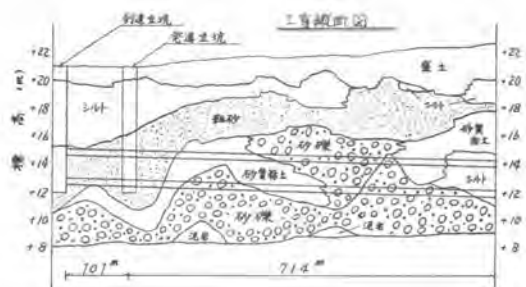 工事縦断図
到達立坑
発進立坑
+22
+20
+18
+16
+14
+12
+10
+8
標高(m)
+22
+20
+18
+16
+14
+12
+10
+8
盛土
シルト
粗砂
シルト
砂質粘土
砂礫
砂質粘土
シルト
砂礫
泥岩
泥岩
101m
714m